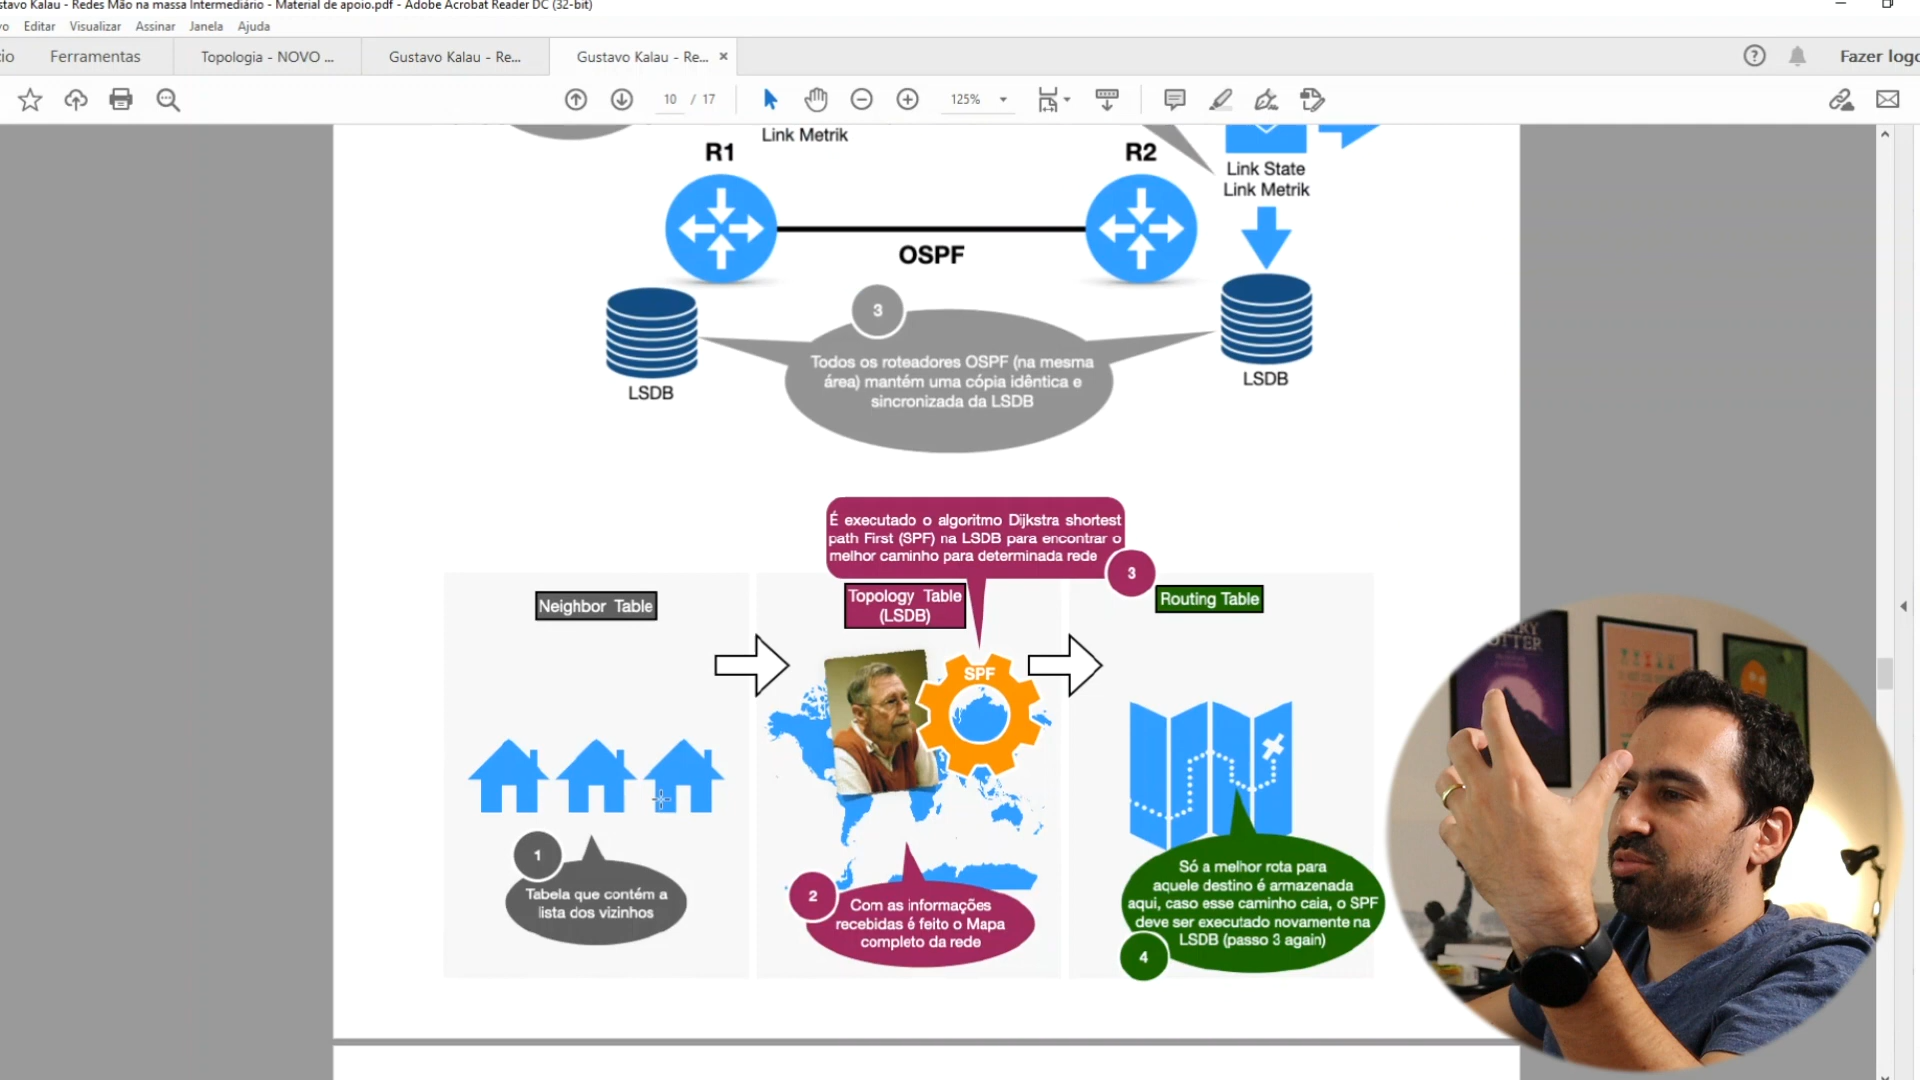 stavo Kalau - Redes Mão na massa Intermediário - Material de apoio.pdf - Adobe Acrobat Reader DC (32-bit)
vo Editar Visualizar Assinar Janela Ajuda
cio Ferramentas Topologia - NOVO ... Gustavo Kalau - Re... Gustavo Kalau - Re... Fazer logo
10 / 17 125%
Link Metrik
R1
R2
Link State
Link Metrik
OSPF
3
LSDB
LSDB
Todos os roteadores OSPF (na mesma
área) mantém uma cópia idêntica e
sincronizada da LSDB
É executado o algoritmo Dijkstra shortest
path First (SPF) na LSDB para encontrar o
melhor caminho para determinada rede
3
Neighbor Table
Topology Table
(LSDB)
Routing Table
SPF
1
Tabela que contém a
lista dos vizinhos
2
Com as informações
recebidas é feito o Mapa
completo da rede
Só a melhor rota para
aquele destino é armazenada
aqui, caso esse caminho caia, o SPF
deve ser executado novamente na
LSDB (passo 3 again)
4